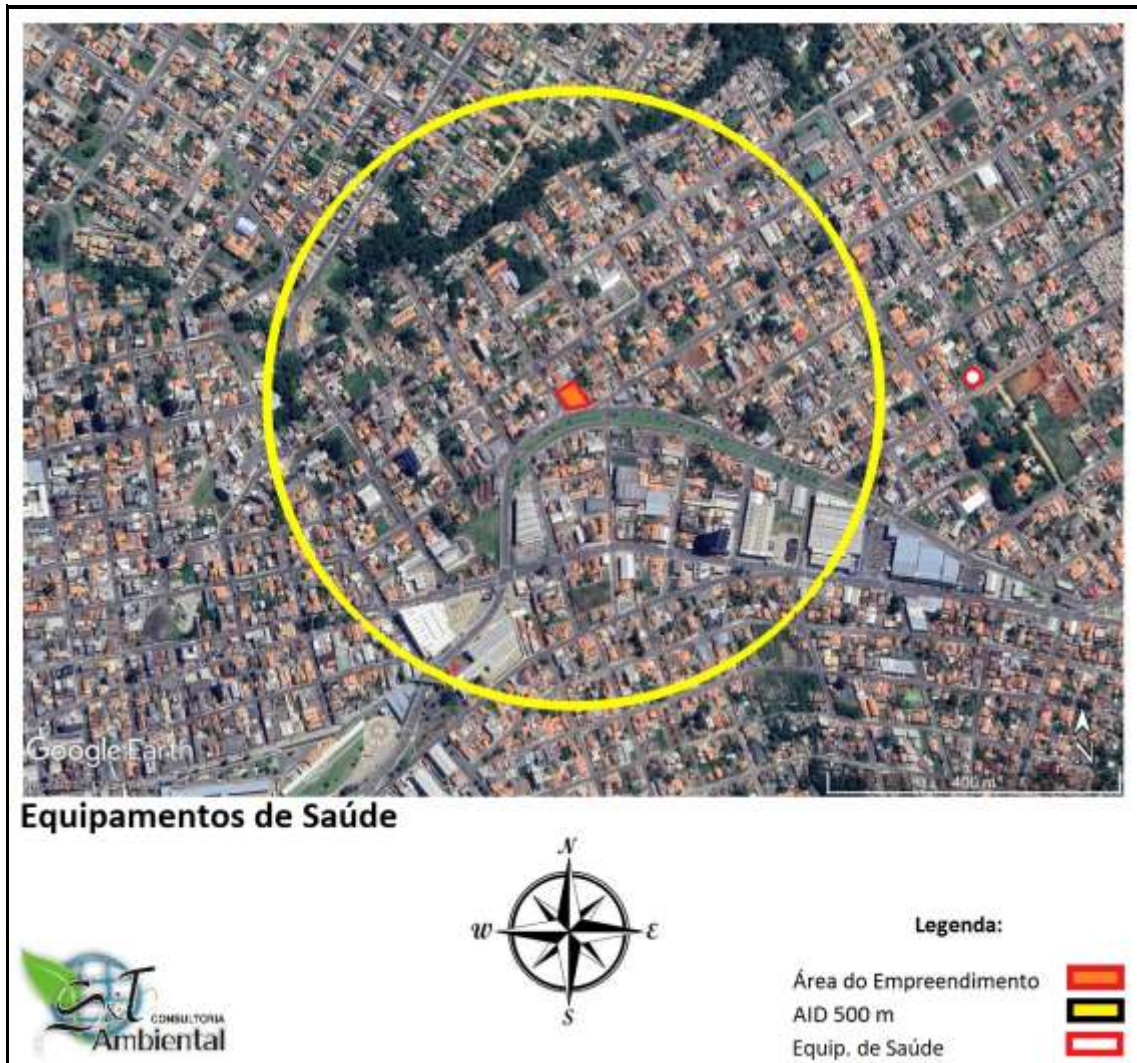 Google Earth
N
400 m
Equipamentos de Saúde
N
W E
S
Legenda:
Área do Empreendimento
AID 500 m
Equip. de Saúde
S&T
CONSULTORIA
Ambiental